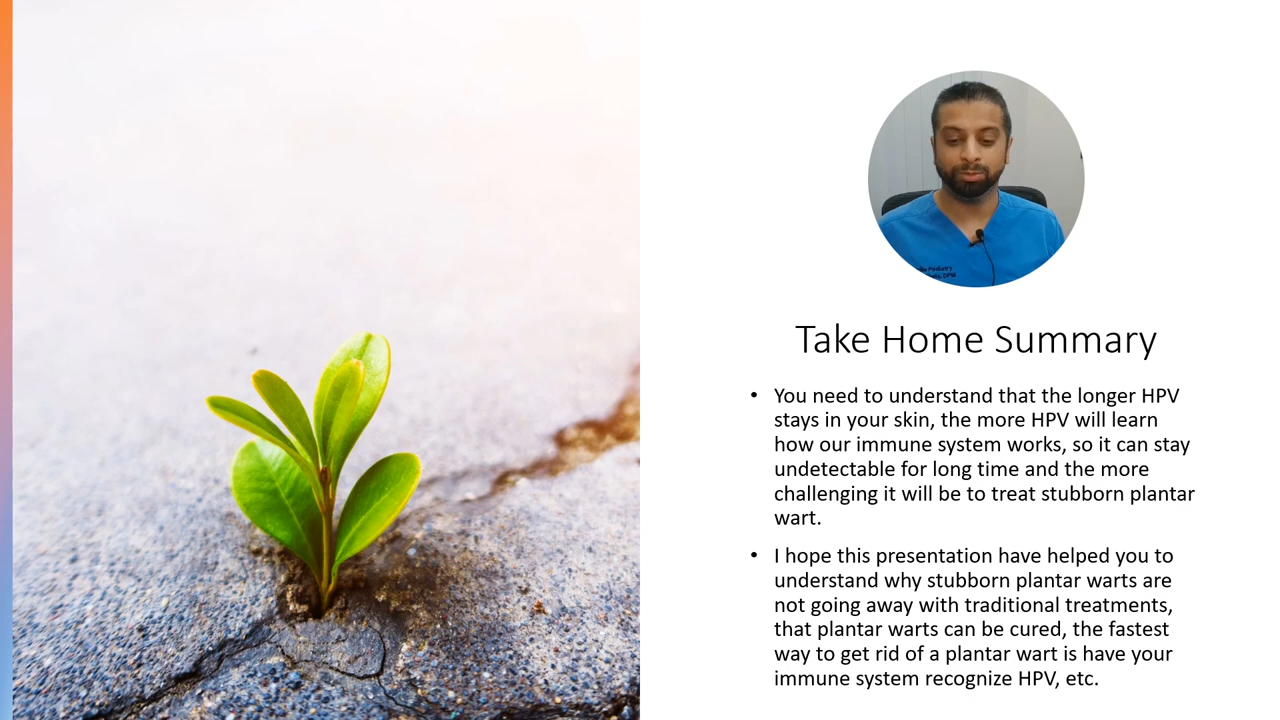 Podiatry
DPM
Take Home Summary
• You need to understand that the longer HPV
stays in your skin, the more HPV will learn
how our immune system works, so it can stay
undetectable for long time and the more
challenging it will be to treat stubborn plantar
wart.
• I hope this presentation have helped you to
understand why stubborn plantar warts are
not going away with traditional treatments,
that plantar warts can be cured, the fastest
way to get rid of a plantar wart is have your
immune system recognize HPV, etc.